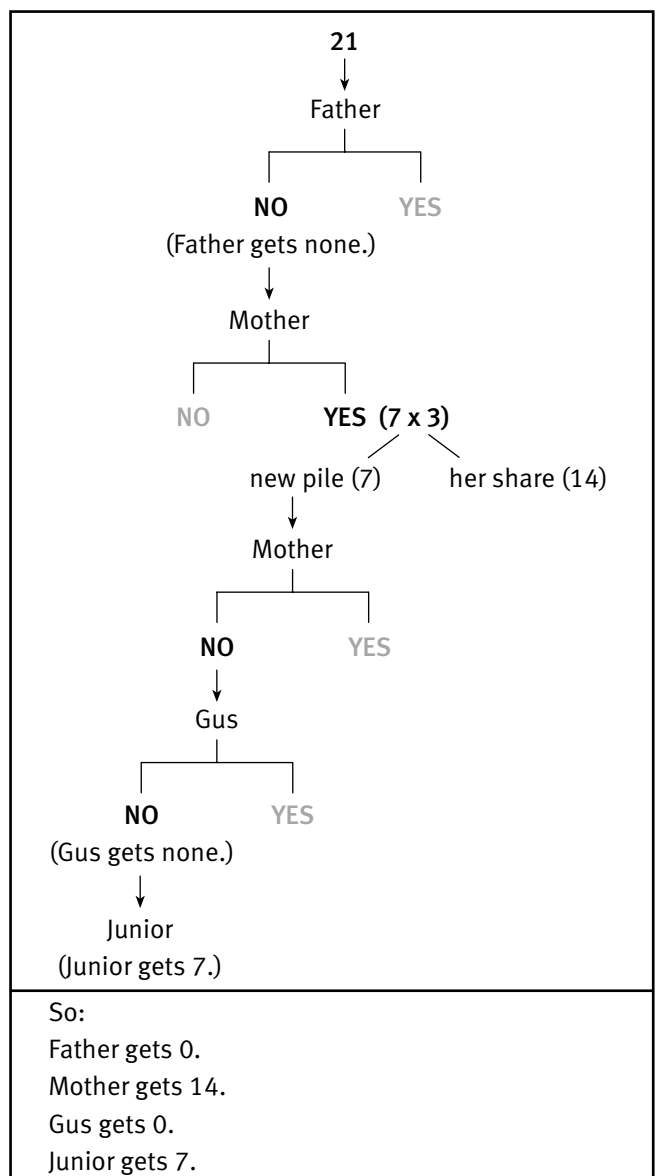 21
Father
NO YES
(Father gets none.)
Mother
NO YES (7 x 3)
new pile (7) her share (14)
Mother
NO YES
Gus
NO YES
(Gus gets none.)
Junior
(Junior gets 7.)
So:
Father gets 0.
Mother gets 14.
Gus gets 0.
Junior gets 7.